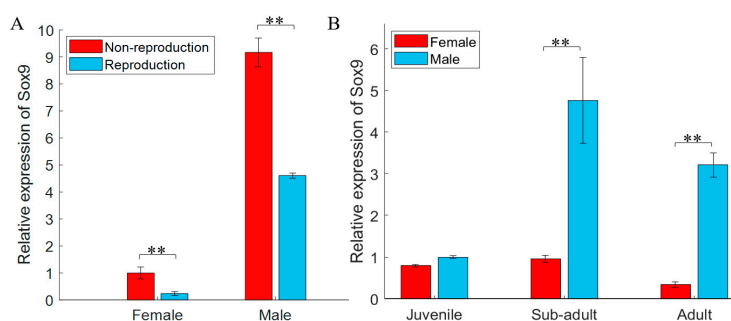 A
Relative expression of Sox9
10
9
8
7
6
5
4
3
2
1
0
Non-reproduction
Reproduction
**
**
Female
Male
B
Relative expression of Sox9
6
5
4
3
2
1
0
Female
Male
**
**
Juvenile
Sub-adult
Adult